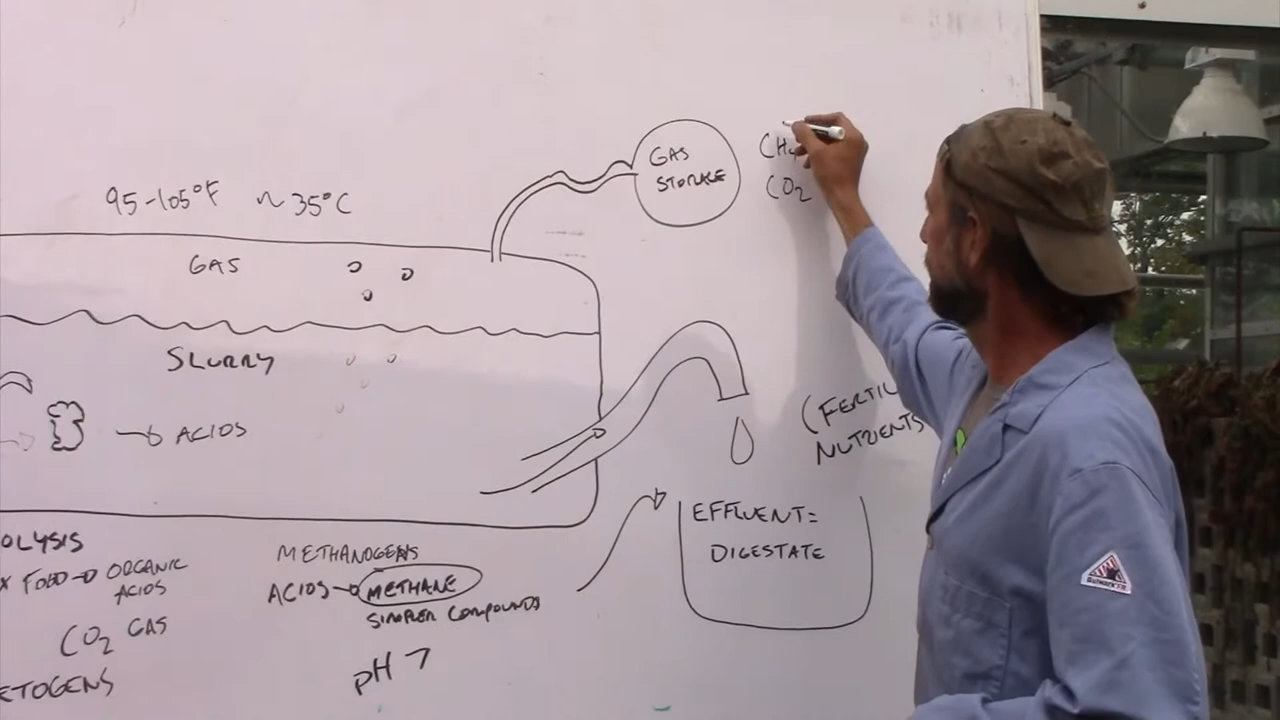 95-105°F ~35°C
GAS
STORAGE
CH4
CO2
GAS
SLURRY
→ ACIDS
(FERTIL
NUTRIENTS
EFFLUENT=
DIGESTATE
OLYSIS
X FOOD→ORGANIC
ACIDS
CO2 GAS
ETOGENS
METHANOGENS
ACIDS→METHANE
SIMPLER COMPOUNDS
pH 7